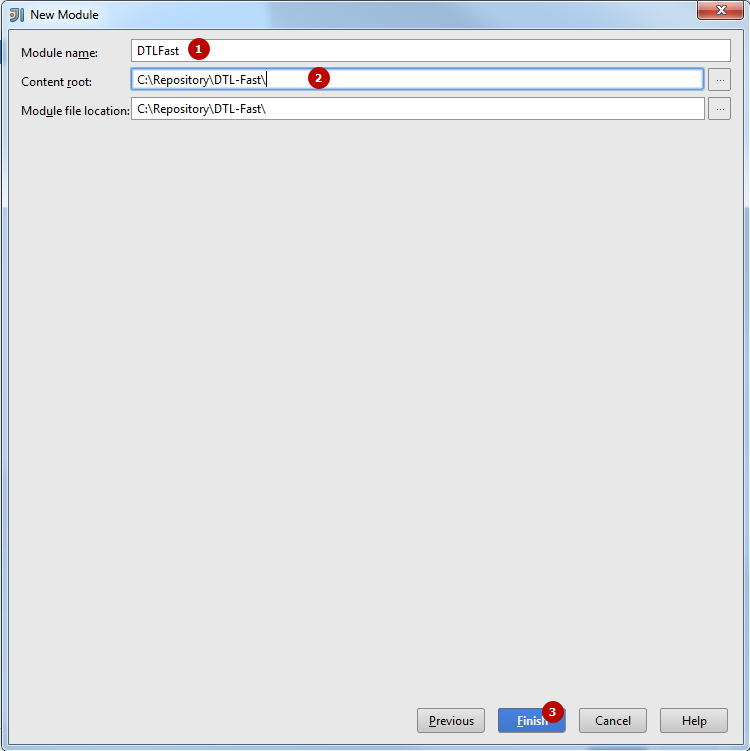 New Module
Module name: DTLFast 1
Content root: C:\Repository\DTL-Fast\ 2 ...
Module file location: C:\Repository\DTL-Fast\ ...
3
Previous Finish Cancel Help